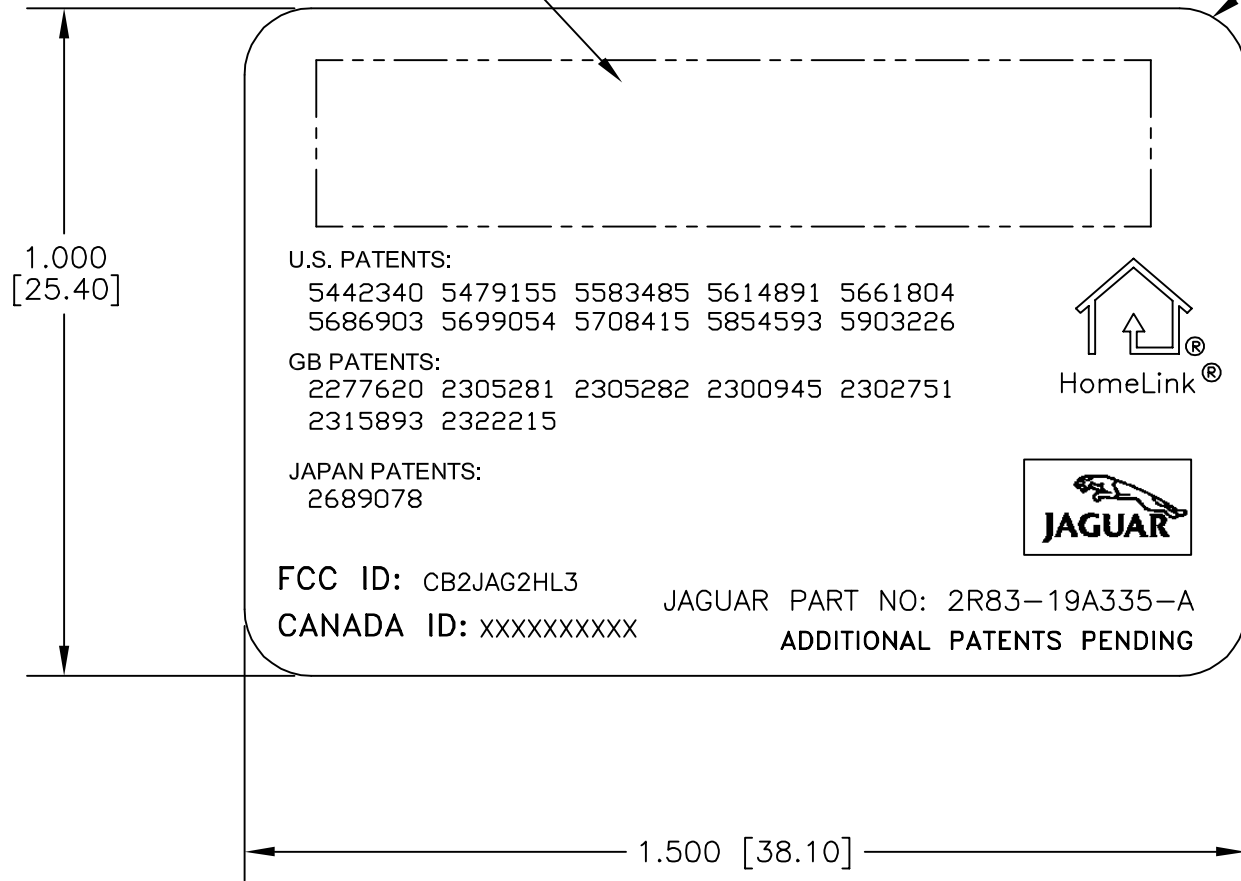 1.000
[25.40]
U.S. PATENTS:
5442340 5479155 5583485 5614891 5661804
5686903 5699054 5708415 5854593 5903226
GB PATENTS:
2277620 2305281 2305282 2300945 2302751
2315893 2322215
®
HomeLink®
JAPAN PATENTS:
2689078
JAGUAR
FCC ID: CB2JAG2HL3
JAGUAR PART NO: 2R83-19A335-A
CANADA ID: XXXXXXXXXX
ADDITIONAL PATENTS PENDING
1.500 [38.10]